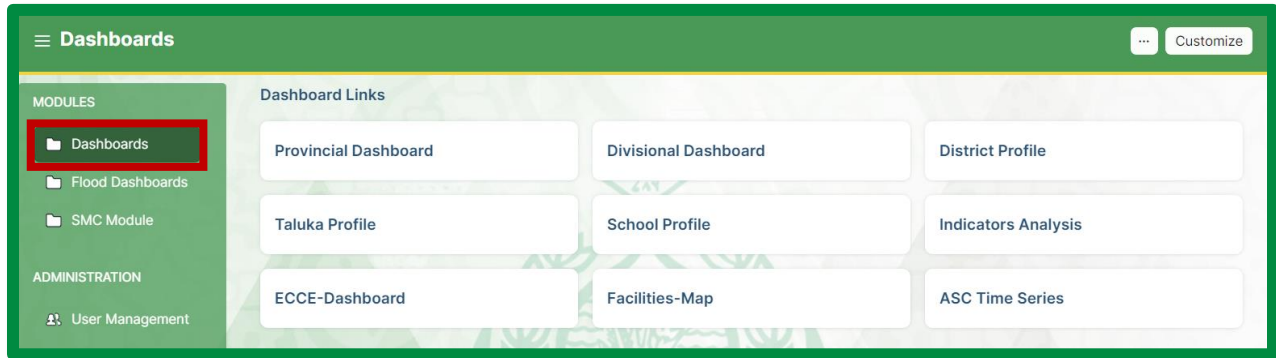 Dashboards
... Customize
MODULES
Dashboards
Flood Dashboards
SMC Module
ADMINISTRATION
User Management
Dashboard Links
Provincial Dashboard
Divisional Dashboard
District Profile
Taluka Profile
School Profile
Indicators Analysis
ECCE-Dashboard
Facilities-Map
ASC Time Series